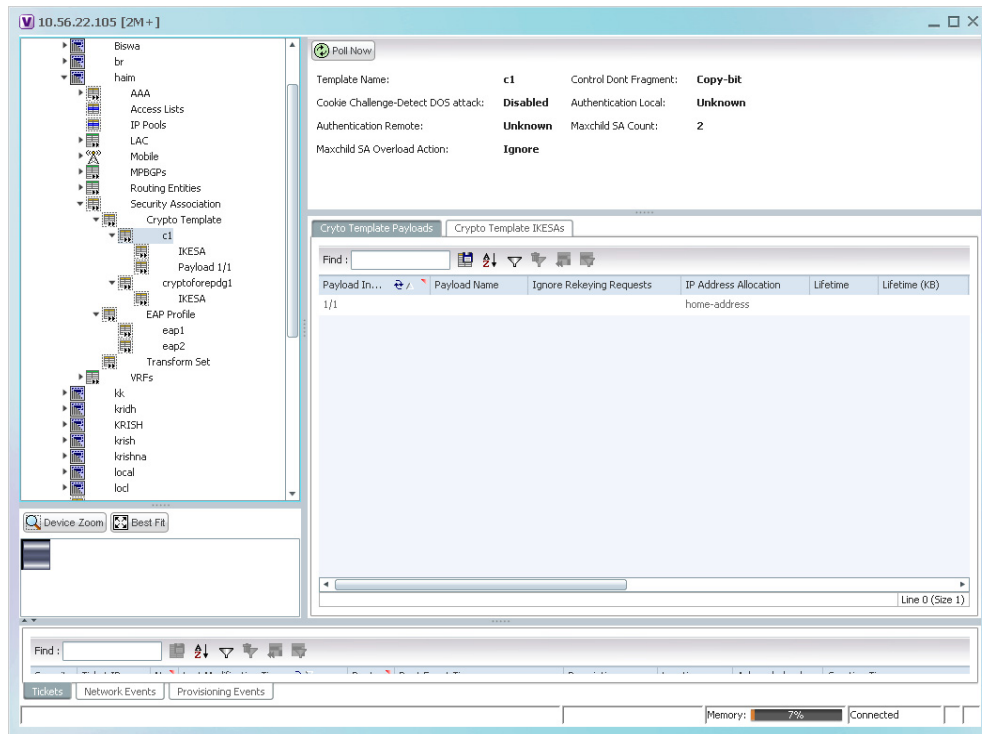 10.56.22.105 [2M+]
Biswa
br
haim
AAA
Access Lists
IP Pools
LAC
Mobile
MPBGPs
Routing Entities
Security Association
Crypto Template
c1
IKESA
Payload 1/1
cryptoforepdg1
IKESA
EAP Profile
eap1
eap2
Transform Set
VRFs
kk
kridh
KRISH
krish
krishna
local
locl
Device Zoom Best Fit
Poll Now
Template Name: c1 Control Dont Fragment: Copy-bit
Cookie Challenge-Detect DOS attack: Disabled Authentication Local: Unknown
Authentication Remote: Unknown Maxchild SA Count: 2
Maxchild SA Overload Action: Ignore
Cryto Template Payloads Crypto Template IKESAs
Find :
Payload In... Payload Name Ignore Rekeying Requests IP Address Allocation Lifetime Lifetime (KB)
1/1 home-address
Line 0 (Size 1)
Find :
Tickets Network Events Provisioning Events
Memory: 7% Connected